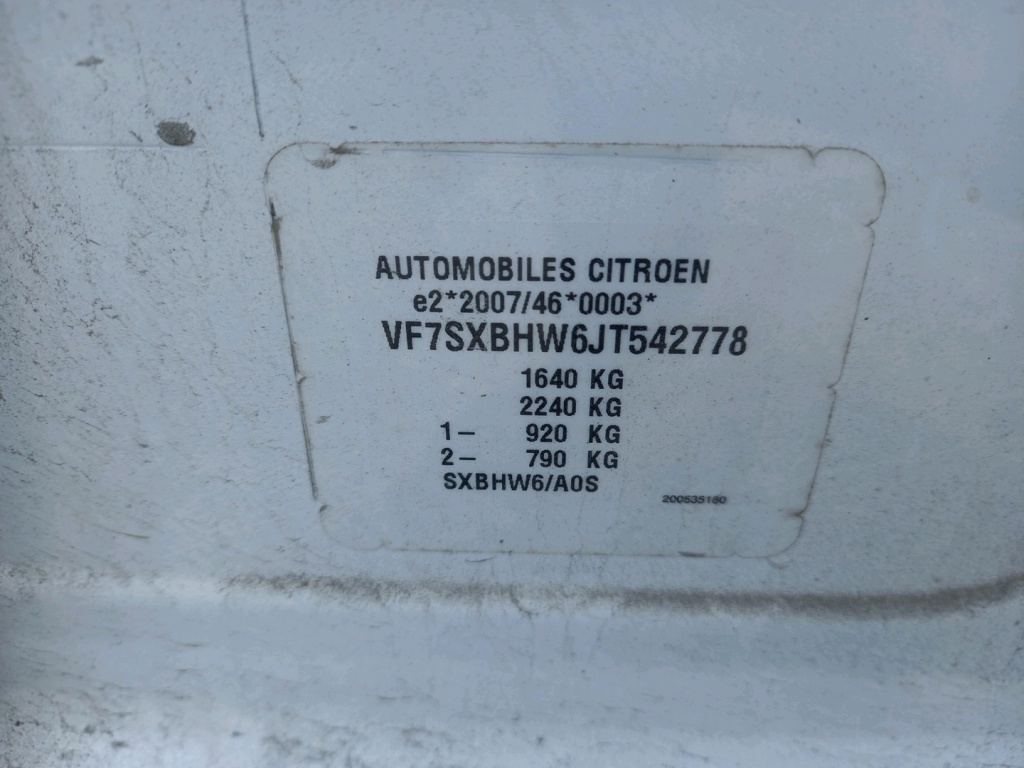 AUTOMOBILES CITROEN
e2*2007/46*0003*
VF7SXBHW6JT542778
1640 KG
2240 KG
1- 920 KG
2- 790 KG
SXBHW6/A0S
200535180